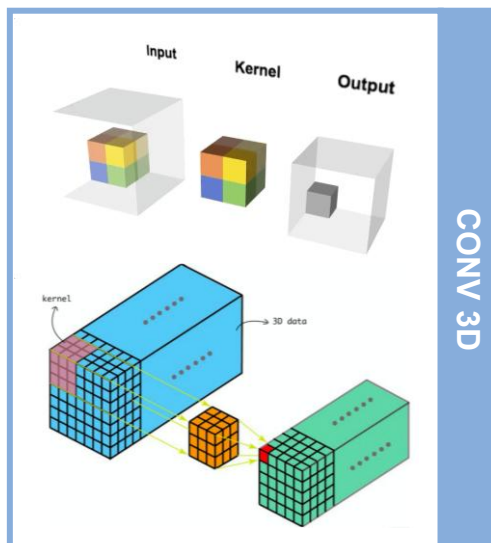 Input
Kernel
Output
kernel
3D data
CONV 3D